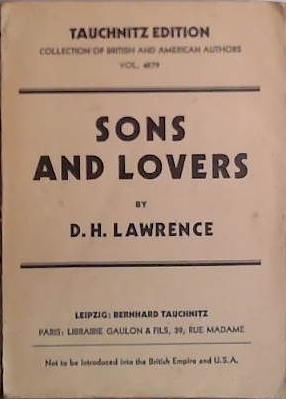 TAUCHNITZ EDITION
COLLECTION OF BRITISH AND AMERICAN AUTHORS
VOL. 4879
SONS
AND LOVERS
BY
D. H. LAWRENCE
LEIPZIG: BERNHARD TAUCHNITZ
PARIS: LIBRAIRIE GAULON & FILS, 39, RUE MADAME
Not to be introduced into the British Empire and U.S.A.